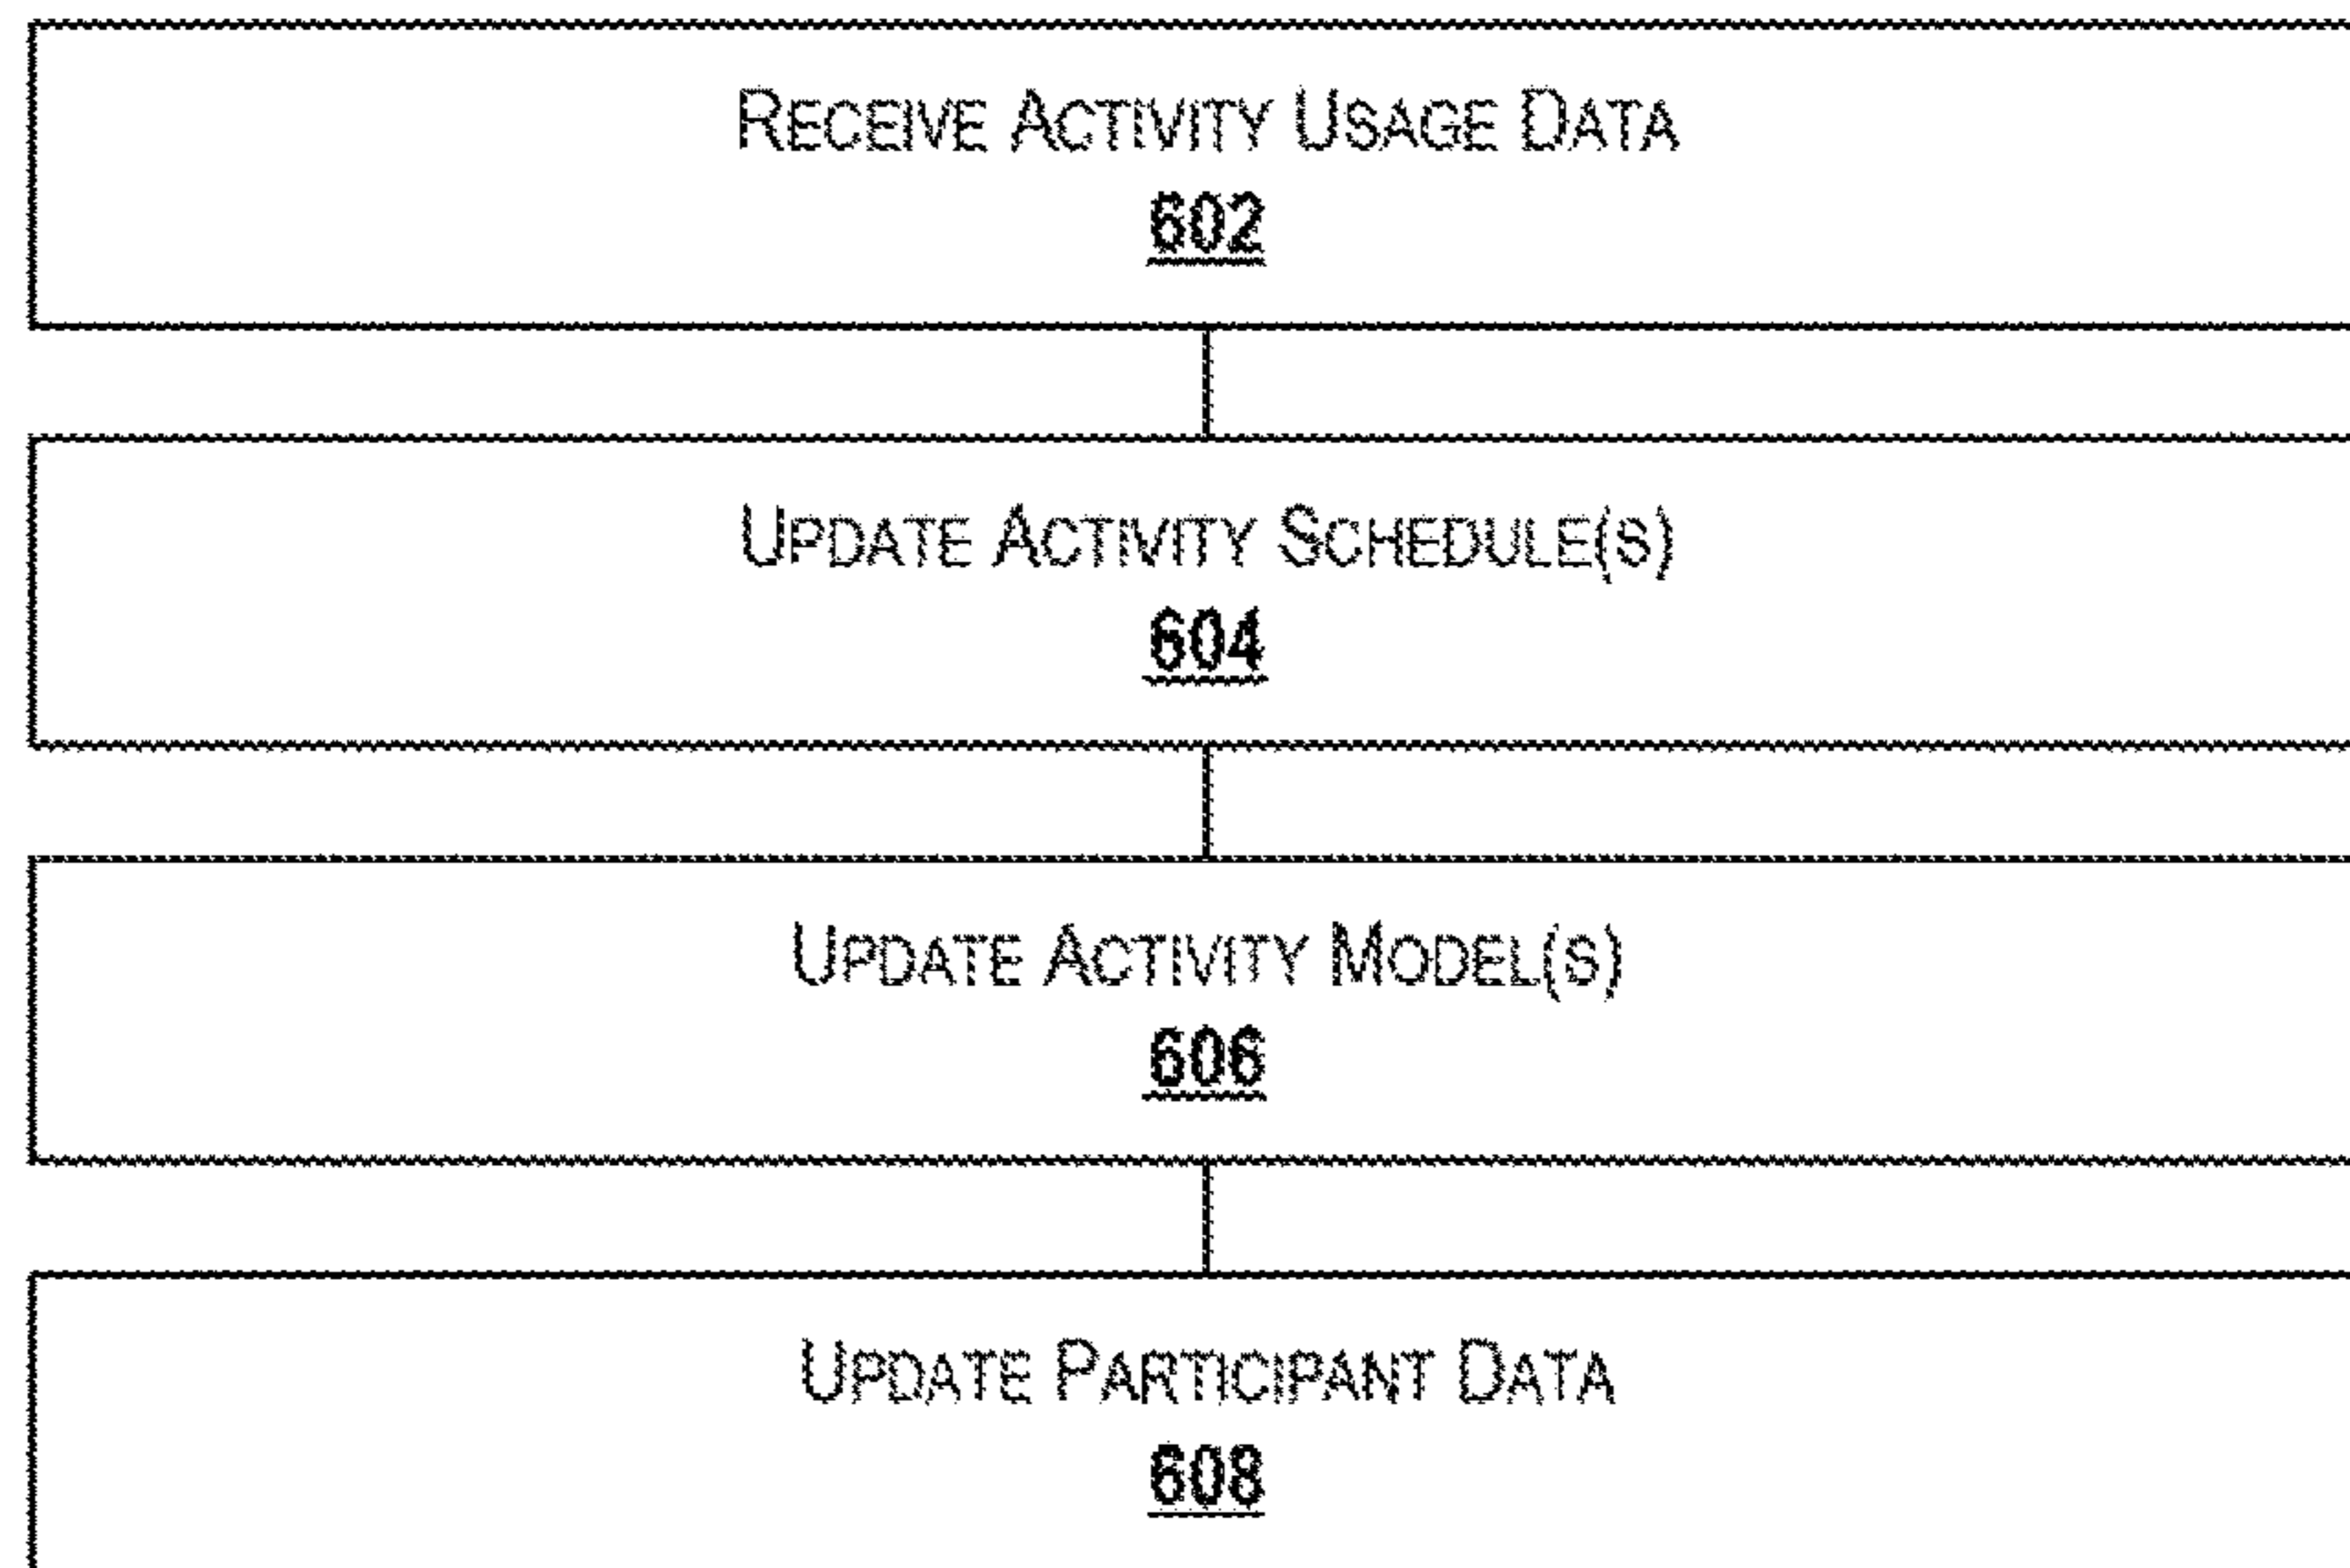 RECEIVE ACTIVITY USAGE DATA
602
UPDATE ACTIVITY SCHEDULE(S)
604
UPDATE ACTIVITY MODEL(S)
606
UPDATE PARTICIPANT DATA
608